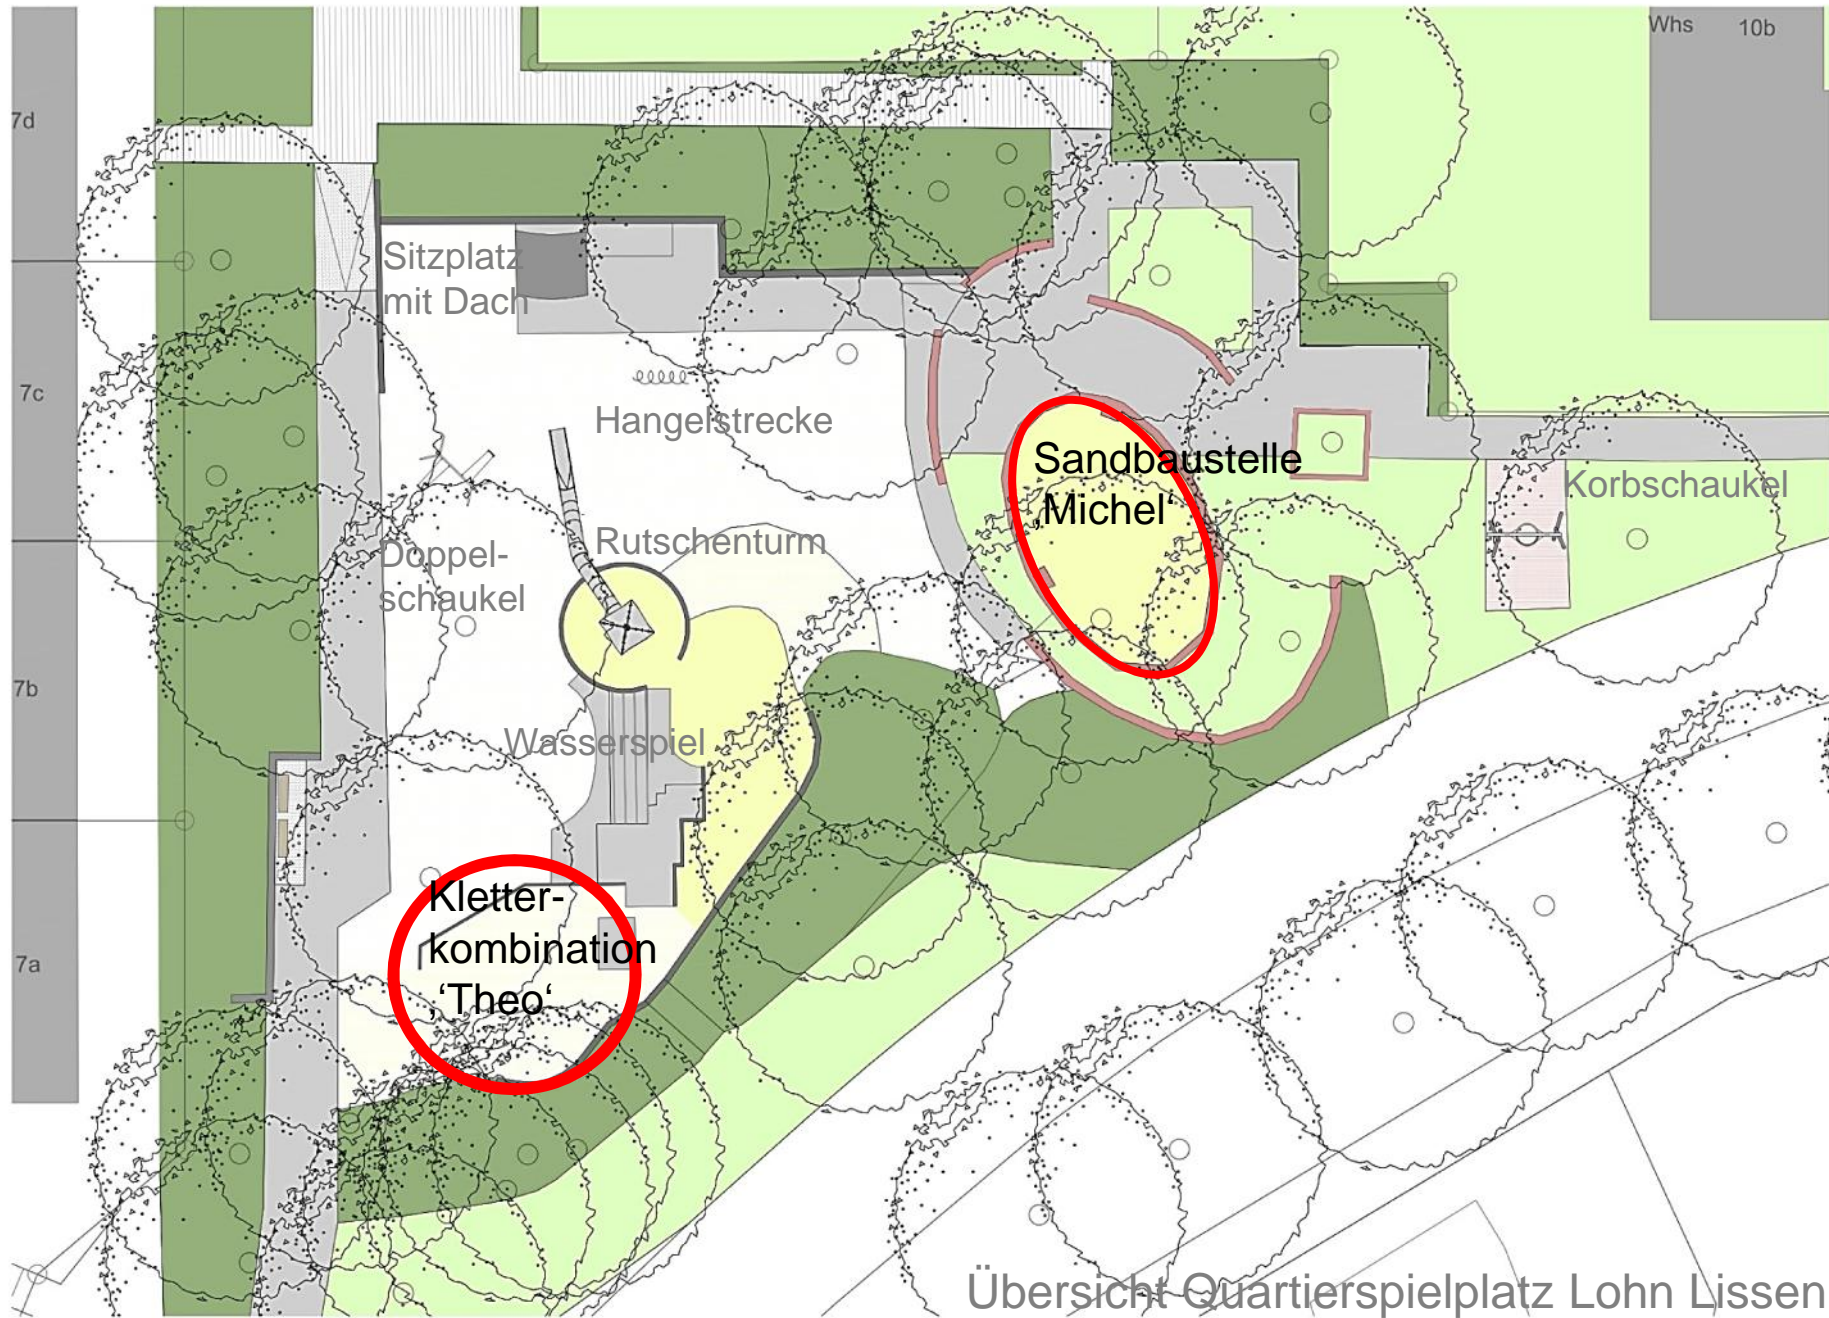 Whs 10b
7d
Sitzplatz
mit Dach
7c
Hangelstrecke
Sandbaustelle
‚Michel‘
Korbschaukel
Doppel-
schaukel
Rutschenturm
7b
Wasserspiel
Kletter-
kombination
‚‘Theo‘
7a
Übersicht Quartierspielplatz Lohn Lissen